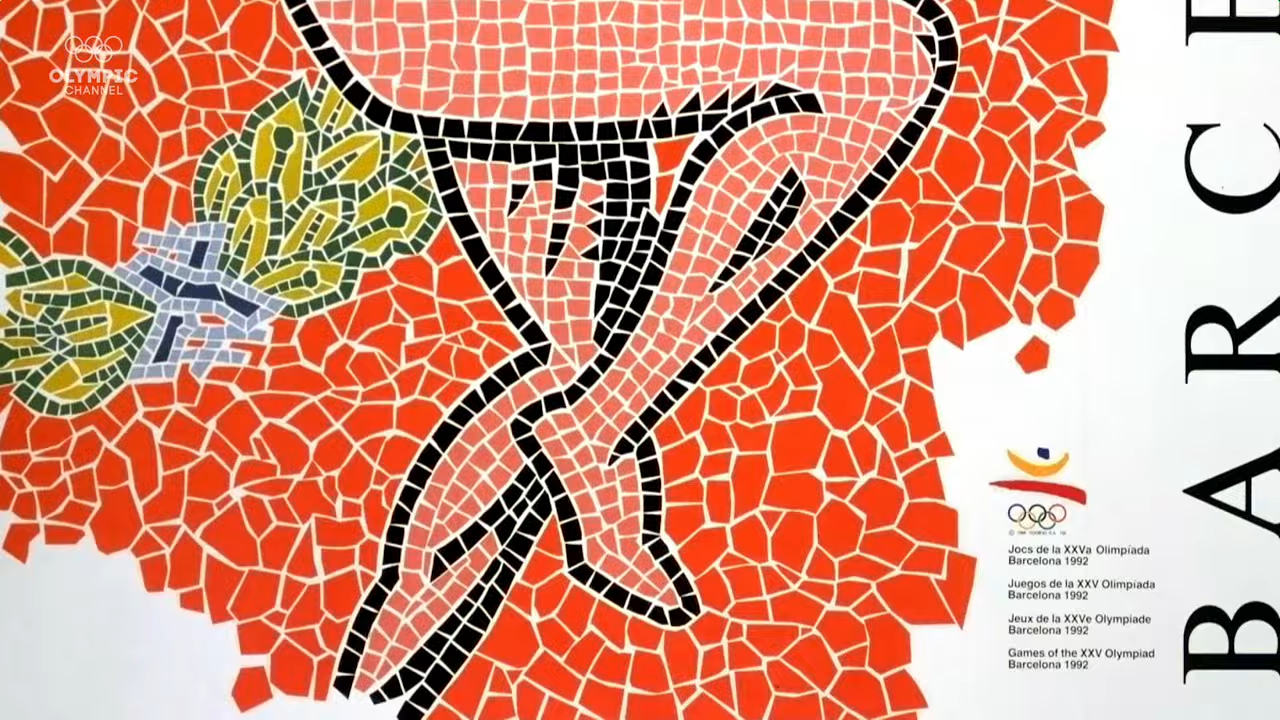 OLYMPIC
CHANNEL
BARCE
Jocs de la XXVa Olimpíada
Barcelona 1992
Juegos de la XXV Olimpíada
Barcelona 1992
Jeux de la XXVe Olympiade
Barcelona 1992
Games of the XXV Olympiad
Barcelona 1992